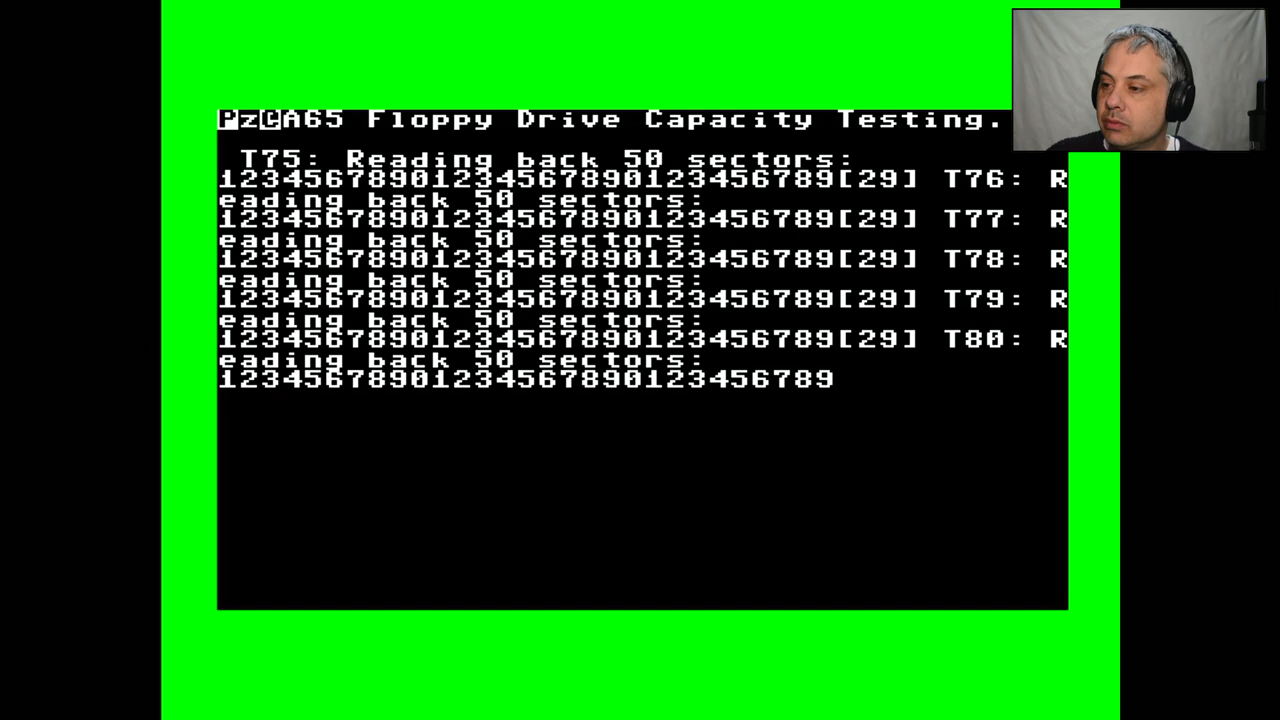 PzCA65 Floppy Drive Capacity Testing.
T75: Reading back 50 sectors:
12345678901234567890123456789[29] T76: R
eading back 50 sectors:
12345678901234567890123456789[29] T77: R
eading back 50 sectors:
12345678901234567890123456789[29] T78: R
eading back 50 sectors:
12345678901234567890123456789[29] T79: R
eading back 50 sectors:
12345678901234567890123456789[29] T80: R
eading back 50 sectors:
12345678901234567890123456789